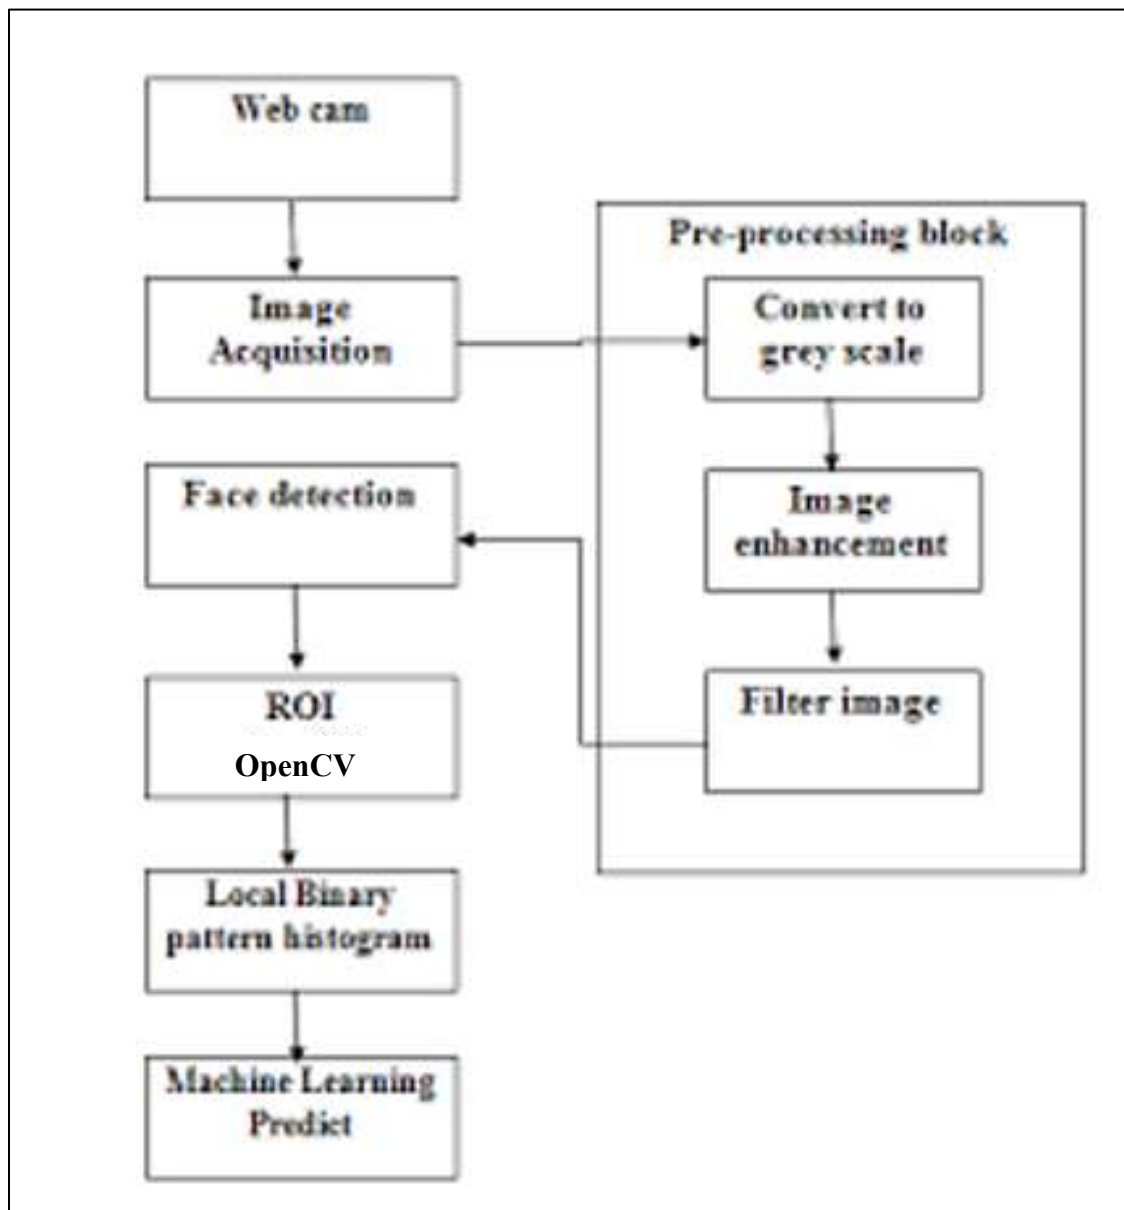 Web cam
Image
Acquisition
Pre-processing block
Convert to
grey scale
Image
enhancement
Filter image
Face detection
ROI
OpenCV
Local Binary
pattern histogram
Machine Learning
Predict